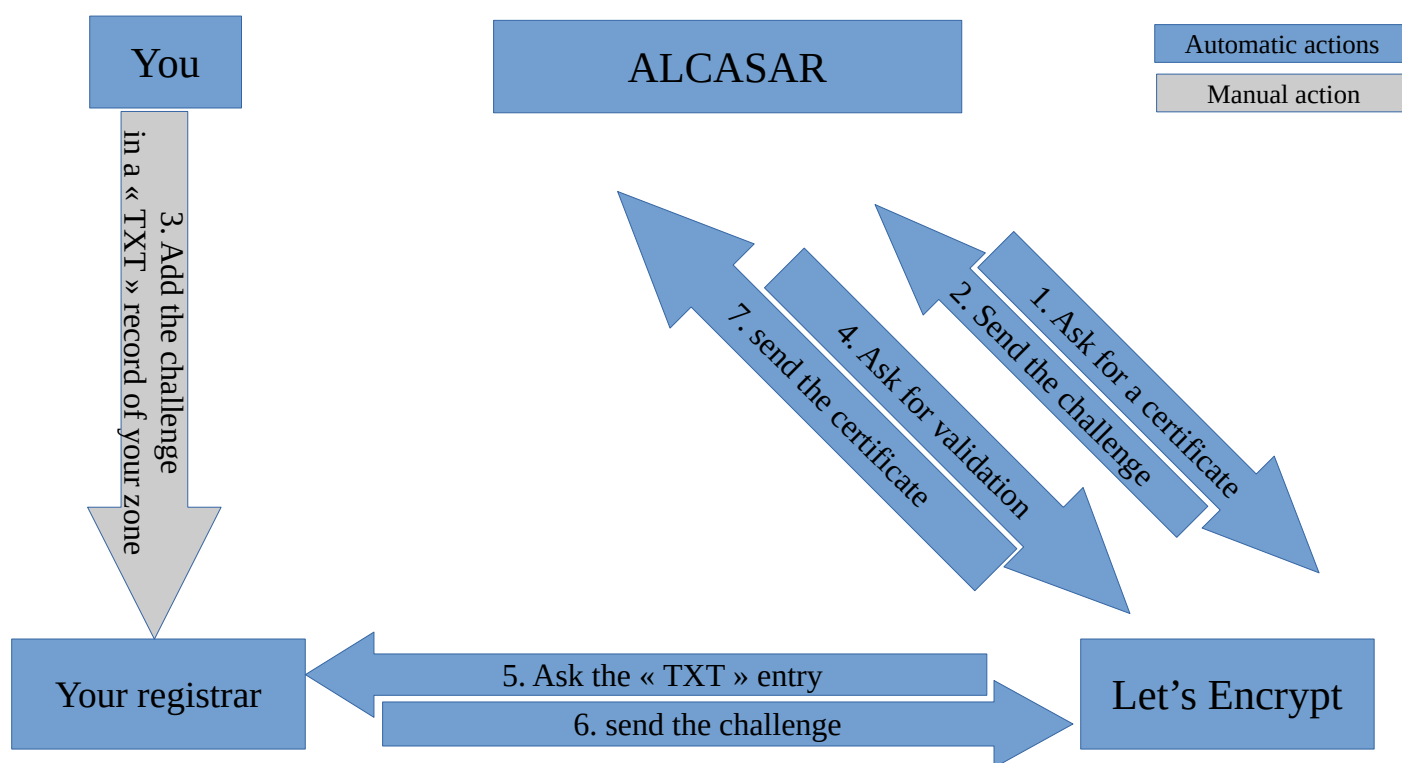 You
ALCASAR
Automatic actions
Manual action
3. Add the challenge
in a « TXT » record of your zone
1. Ask for a certificate
2. Send the challenge
4. Ask for validation
7. send the certificate
5. Ask the « TXT » entry
6. send the challenge
Your registrar
Let’s Encrypt